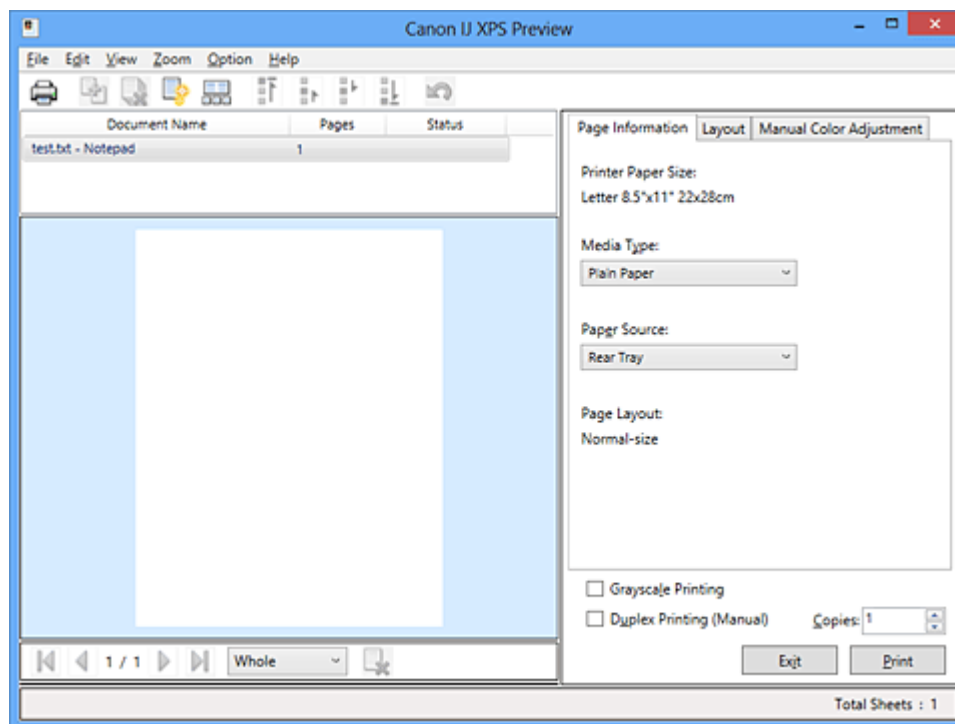 Canon IJ XPS Preview
File Edit View Zoom Option Help
Document Name Pages Status
test.txt - Notepad 1
Page Information Layout Manual Color Adjustment
Printer Paper Size:
Letter 8.5"x11" 22x28cm
Media Type:
Plain Paper
Paper Source:
Rear Tray
Page Layout:
Normal-size
Grayscale Printing
Duplex Printing (Manual) Copies: 1
1 / 1 Whole Exit Print
Total Sheets : 1